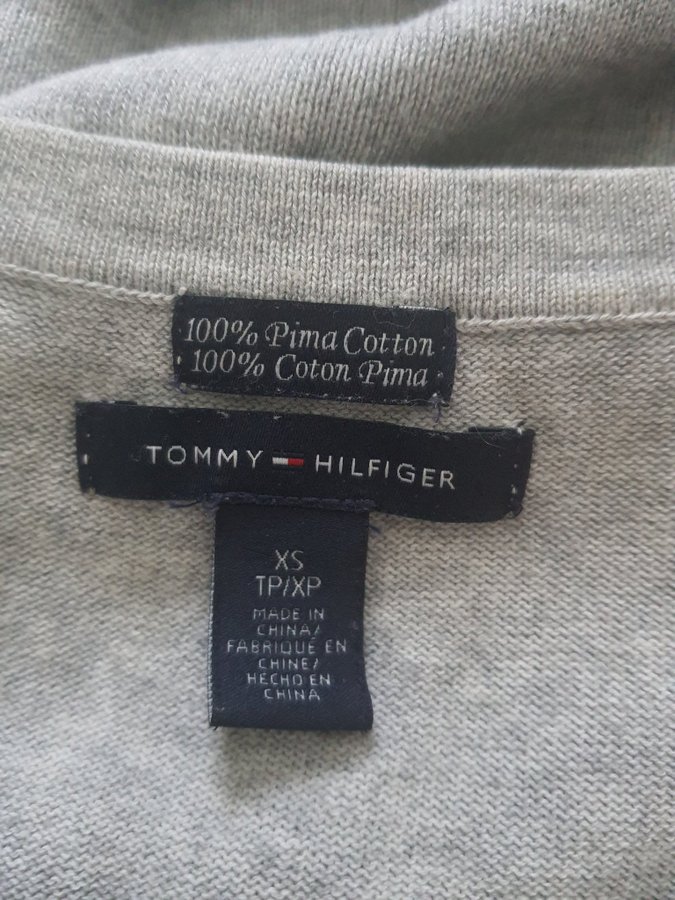 100% Pima Cotton
100% Coton Pima
TOMMY HILFIGER
XS
TP/XP
MADE IN
CHINA/
FABRIQUÉ EN
CHINE/
HECHO EN
CHINA